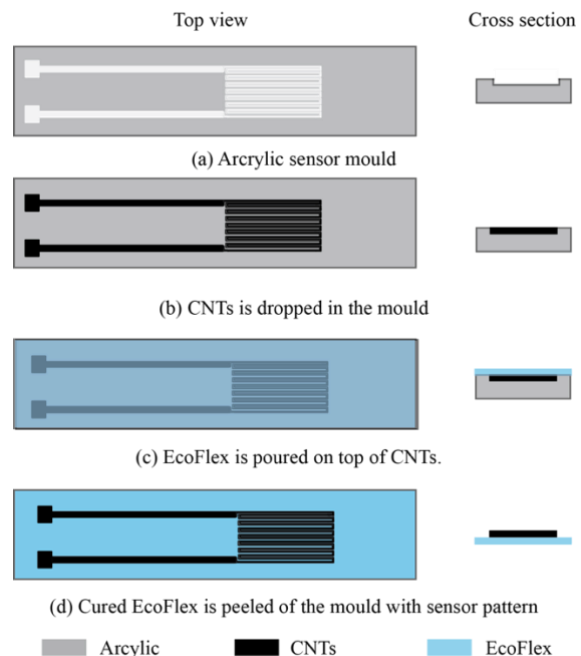 Top view Cross section
(a) Arcrylic sensor mould
(b) CNTs is dropped in the mould
(c) EcoFlex is poured on top of CNTs.
(d) Cured EcoFlex is peeled of the mould with sensor pattern
Arcylic CNTs EcoFlex